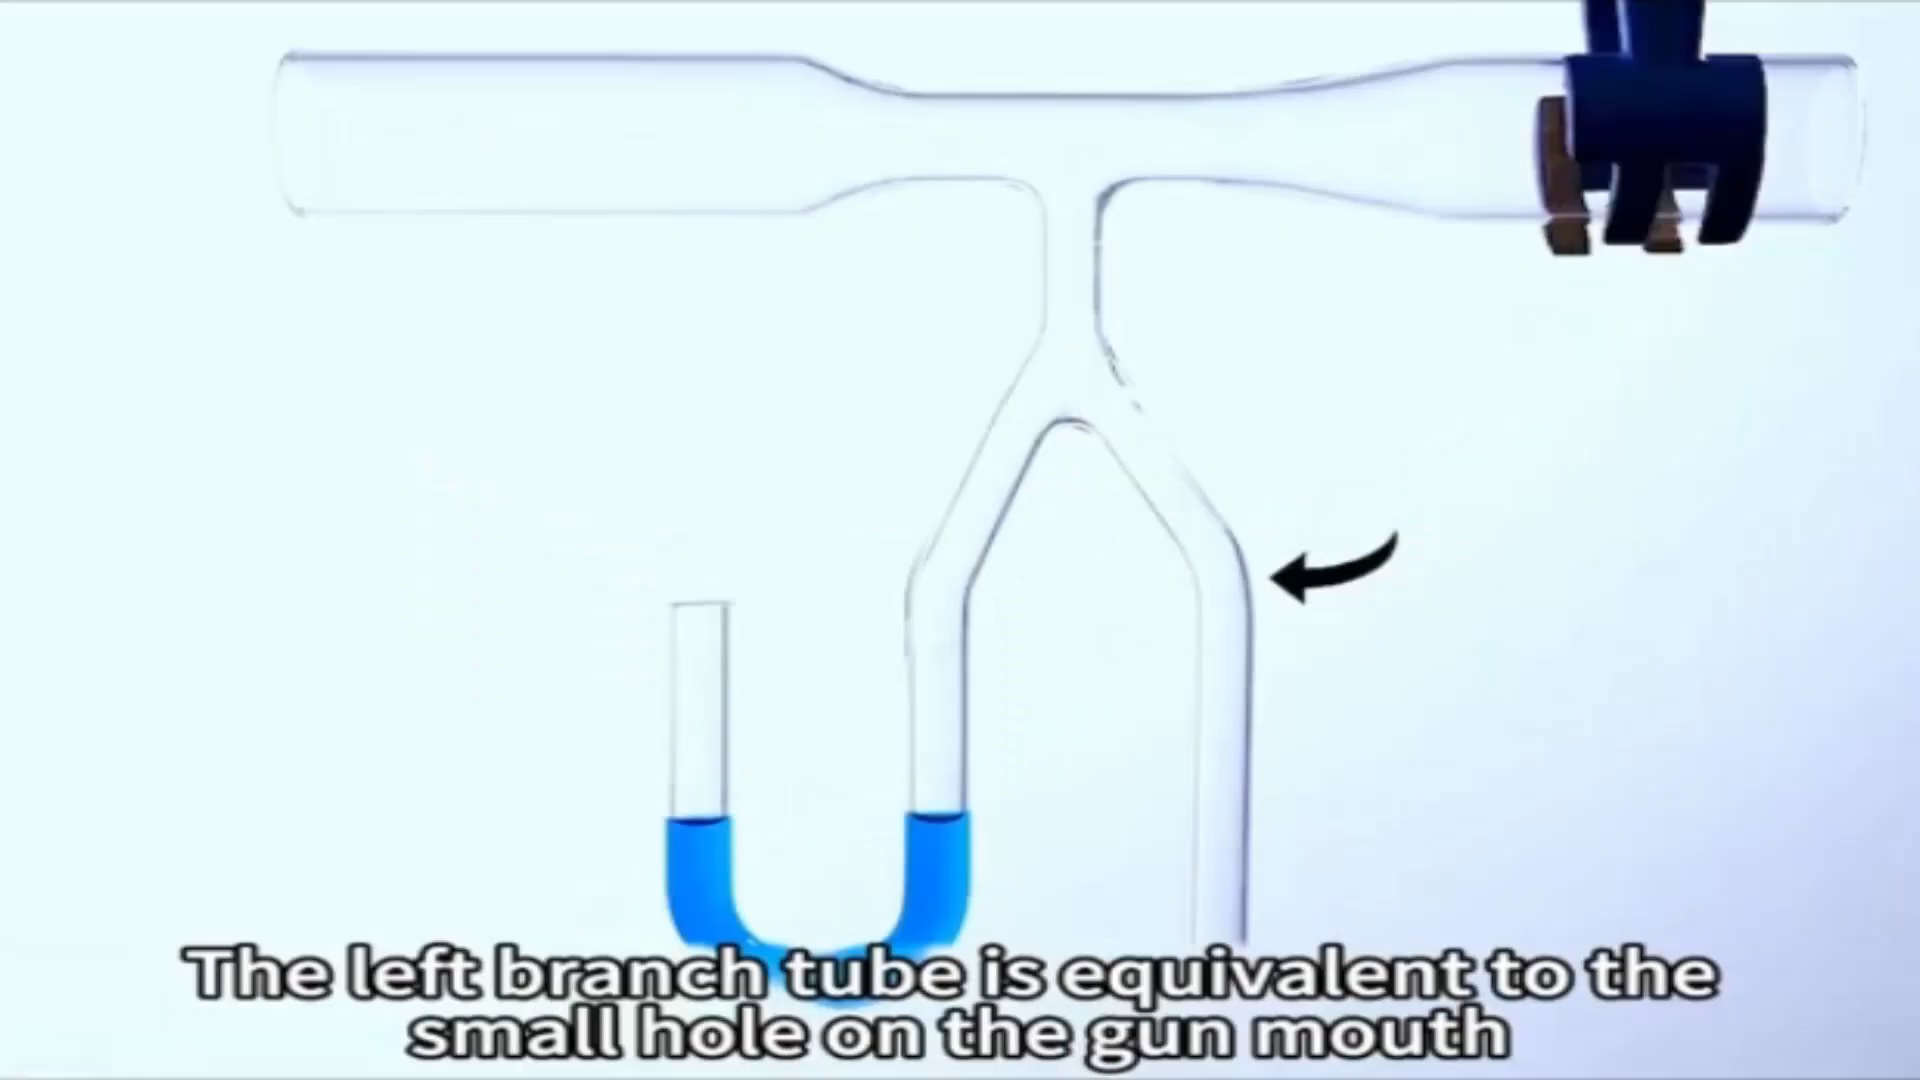 The left branch tube is equivalent to the
small hole on the gun mouth